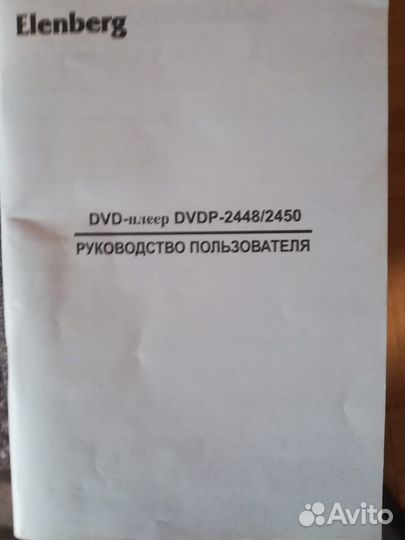 Elenberg
DVD-плеер DVDP-2448/2450
РУКОВОДСТВО ПОЛЬЗОВАТЕЛЯ
Avito